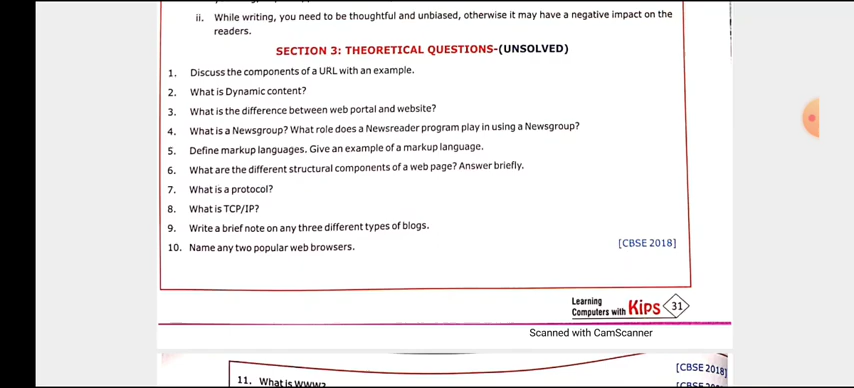 ii. While writing, you need to be thoughtful and unbiased, otherwise it may have a negative impact on the
readers.
SECTION 3: THEORETICAL QUESTIONS-(UNSOLVED)
1. Discuss the components of a URL with an example.
2. What is Dynamic content?
3. What is the difference between web portal and website?
4. What is a Newsgroup? What role does a Newsreader program play in using a Newsgroup?
5. Define markup languages. Give an example of a markup language.
6. What are the different structural components of a web page? Answer briefly.
7. What is a protocol?
8. What is TCP/IP?
9. Write a brief note on any three different types of blogs.
10. Name any two popular web browsers. [CBSE 2018]
Learning
Computers with Kips 31
Scanned with CamScanner
[CBSE 2018]
11. What is WWW?